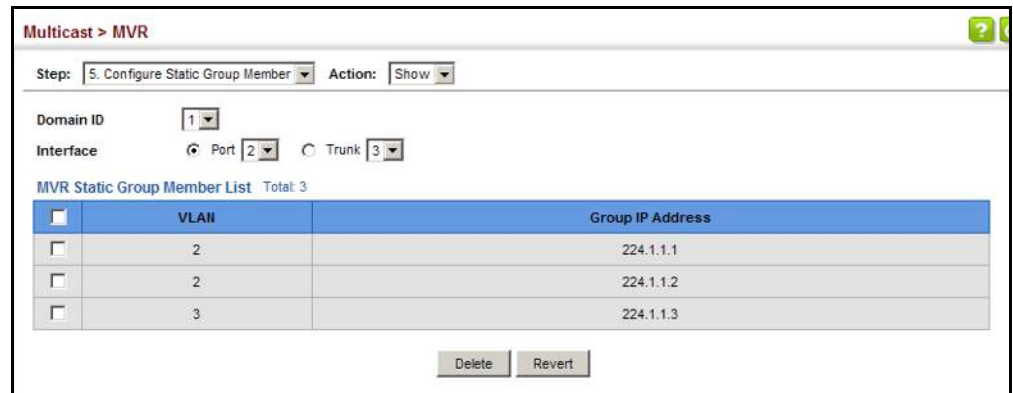 Multicast > MVR
?
Step: 5. Configure Static Group Member Action: Show
Domain ID 1
Interface Port 2 Trunk 3
MVR Static Group Member List Total: 3
VLAN Group IP Address
2 224.1.1.1
2 224.1.1.2
3 224.1.1.3
Delete Revert